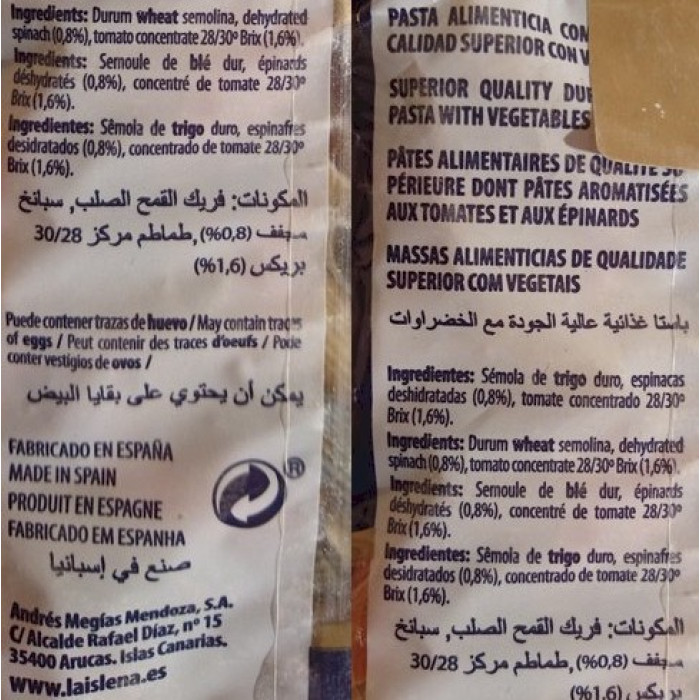 Ingredients: Durum wheat semolina, dehydrated
spinach (0,8%), tomato concentrate 28/30º Brix (1,6%).
Ingredients: Semoule de blé dur, épinards
déshydratés (0,8%), concentré de tomate 28/30º
Brix (1,6%).
Ingredientes: Sêmola de trigo duro, espinafres
desidratados (0,8%), concentrado de tomate 28/30º
Brix (1,6%).
المكونات: فريك القمح الصلب, سبانخ
مجفف (0,8%), طماطم مركز 30/28
بريكس (1,6%)
Puede contener trazas de huevo / May contain traces
of eggs / Peut contenir des traces d'oeufs / Pode
conter vestigios de ovos /
يمكن أن يحتوي على بقايا البيض
FABRICADO EN ESPAÑA
MADE IN SPAIN
PRODUIT EN ESPAGNE
FABRICADO EM ESPANHA
صنع في إسبانيا
®
Andrés Megías Mendoza, S.A.
C/ Alcalde Rafael Díaz, nº 15
35400 Arucas. Islas Canarias.
www.laislena.es
PASTA ALIMENTICIA CON
CALIDAD SUPERIOR CON
SUPERIOR QUALITY
PASTA WITH VEGETABLES
PÂTES ALIMENTAIRES DE QUALITÉ SU
PÉRIEURE DONT PÂTES AROMATISÉES
AUX TOMATES ET AUX ÉPINARDS
MASSAS ALIMENTICIAS DE QUALIDADE
SUPERIOR COM VEGETAIS
باستا غذائية عالية الجودة مع الخضراوات
Ingredientes: Sémola de trigo duro, espinacas
deshidratadas (0,8%), tomate concentrado 28/30º
Brix (1,6%).
Ingredients: Durum wheat semolina, dehydrated
spinach (0,8%), tomato concentrate 28/30º Brix (1,6%).
Ingredients: Semoule de blé dur, épinards
déshydratés (0,8%), concentré de tomate 28/30º
Brix (1,6%).
Ingredientes: Sêmola de trigo duro, espinafres
desidratados (0,8%), concentrado de tomate 28/30º
Brix (1,6%).
المكونات: فريك القمح الصلب, سبانخ
مجفف (0,8%), طماطم مركز 30/28
بريكس (1,6%)